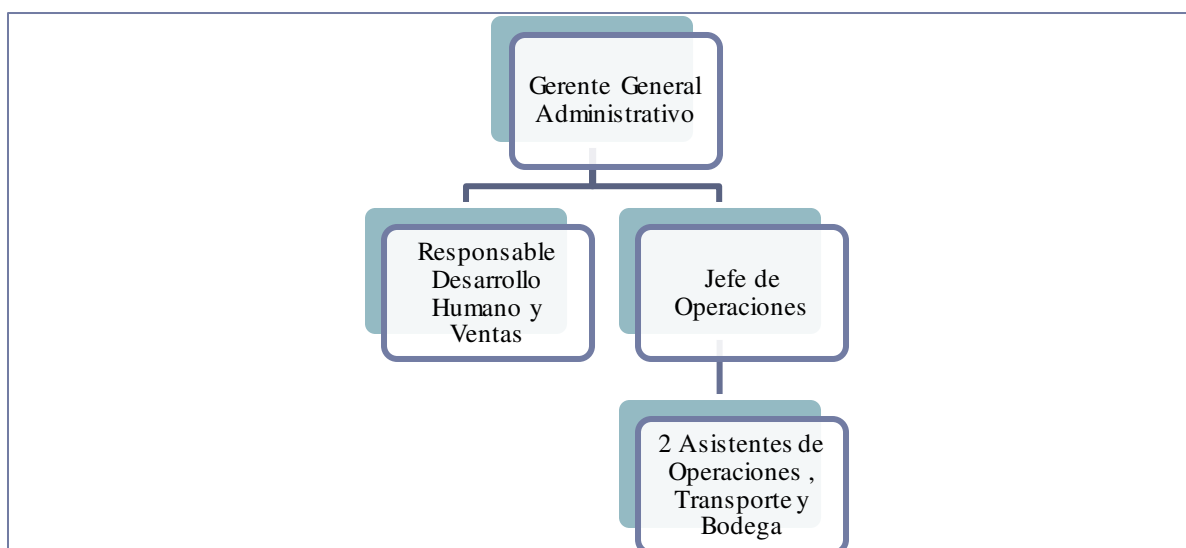 Gerente General
Administrativo
Responsable
Desarrollo
Humano y
Ventas
Jefe de
Operaciones
2 Asistentes de
Operaciones ,
Transporte y
Bodega